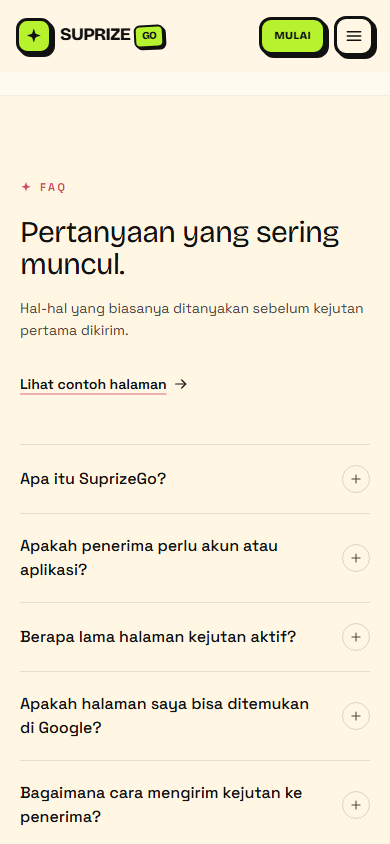 SUPRIZE GO
MULAI
FAQ
Pertanyaan yang sering
muncul.
Hal-hal yang biasanya ditanyakan sebelum kejutan
pertama dikirim.
Lihat contoh halaman →
Apa itu SuprizeGo?
Apakah penerima perlu akun atau
aplikasi?
Berapa lama halaman kejutan aktif?
Apakah halaman saya bisa ditemukan
di Google?
Bagaimana cara mengirim kejutan ke
penerima?